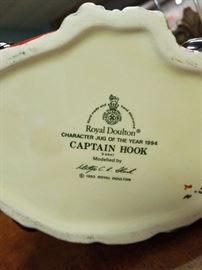 Royal Doulton®
CHARACTER JUG OF THE YEAR 1994
CAPTAIN HOOK
Modelled by
© 1993 ROYAL DOULTON